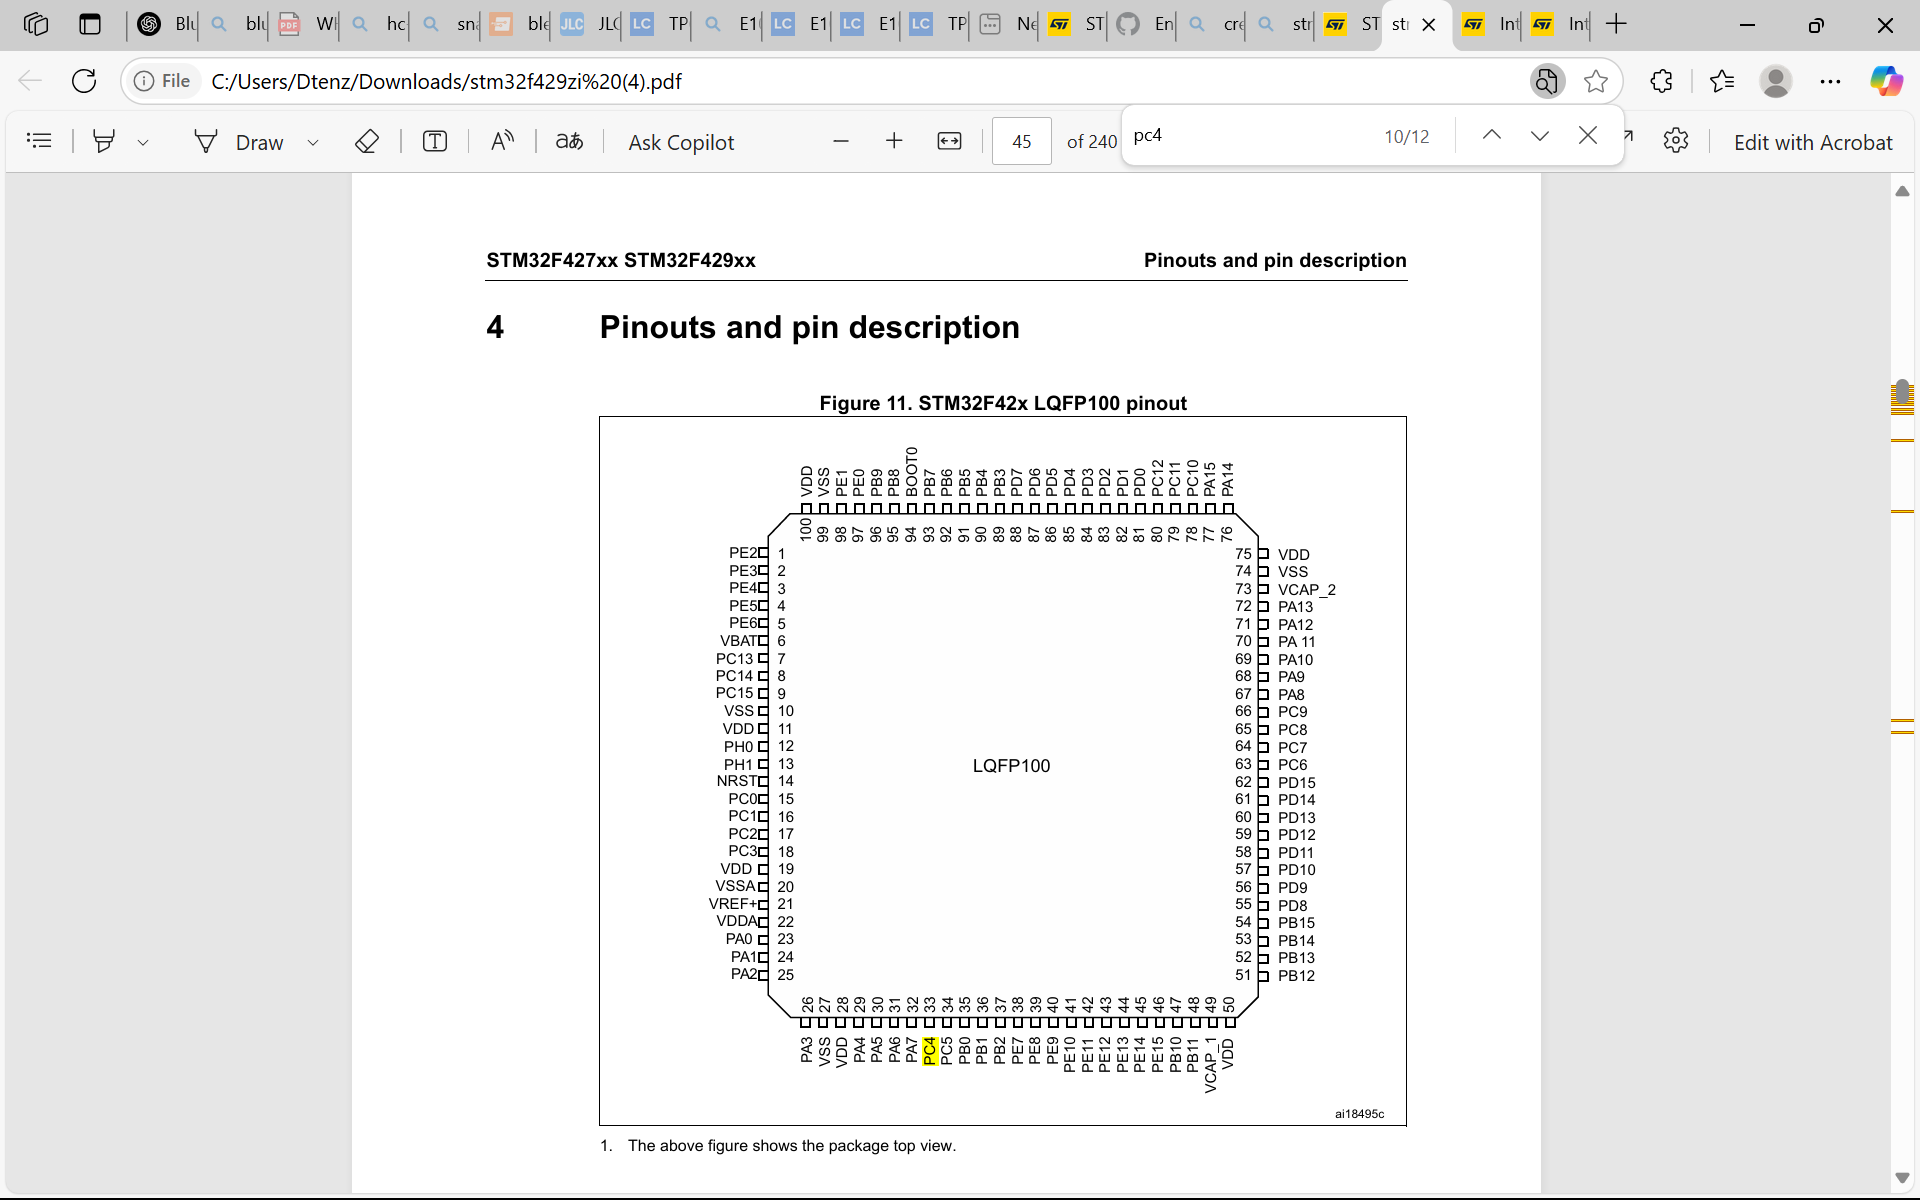 Blu
blu
Wh
hc
sna
ble
JLC
TP
E1
E1
E1
TP
Ne
ST
En
cre
str
ST
str
Int
Int
File
C:/Users/Dtenz/Downloads/stm32f429zi%20(4).pdf
Draw
Ask Copilot
45
of 240
pc4
10/12
Edit with Acrobat
STM32F427xx STM32F429xx
Pinouts and pin description
4 Pinouts and pin description
Figure 11. STM32F42x LQFP100 pinout
VDD VSS PE1 PE0 PB9 PB8 BOOT0 PB7 PB6 PB5 PB4 PB3 PD7 PD6 PD5 PD4 PD3 PD2 PD1 PD0 PC12 PC11 PC10 PA15 PA14
100 99 98 97 96 95 94 93 92 91 90 89 88 87 86 85 84 83 82 81 80 79 78 77 76
PE2 1 75 VDD
PE3 2 74 VSS
PE4 3 73 VCAP_2
PE5 4 72 PA13
PE6 5 71 PA12
VBAT 6 70 PA 11
PC13 7 69 PA10
PC14 8 68 PA9
PC15 9 67 PA8
VSS 10 66 PC9
VDD 11 65 PC8
PH0 12 64 PC7
PH1 13 63 PC6
NRST 14 62 PD15
PC0 15 61 PD14
PC1 16 60 PD13
PC2 17 59 PD12
PC3 18 58 PD11
VDD 19 57 PD10
VSSA 20 56 PD9
VREF+ 21 55 PD8
VDDA 22 54 PB15
PA0 23 53 PB14
PA1 24 52 PB13
PA2 25 51 PB12
LQFP100
26 27 28 29 30 31 32 33 34 35 36 37 38 39 40 41 42 43 44 45 46 47 48 49 50
PA3 VSS VDD PA4 PA5 PA6 PA7 PC4 PC5 PB0 PB1 PB2 PE7 PE8 PE9 PE10 PE11 PE12 PE13 PE14 PE15 PB10 PB11 VCAP_1 VDD
ai18495c
1. The above figure shows the package top view.